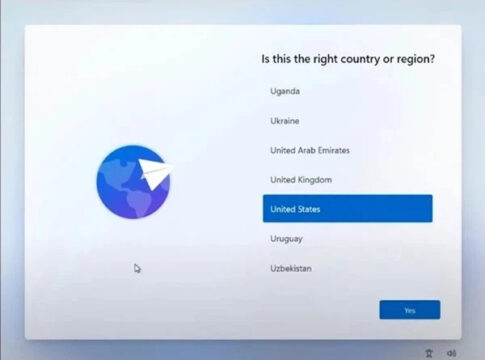 Is this the right country or region?
Uganda
Ukraine
United Arab Emirates
United Kingdom
United States
Uruguay
Uzbekistan
Yes